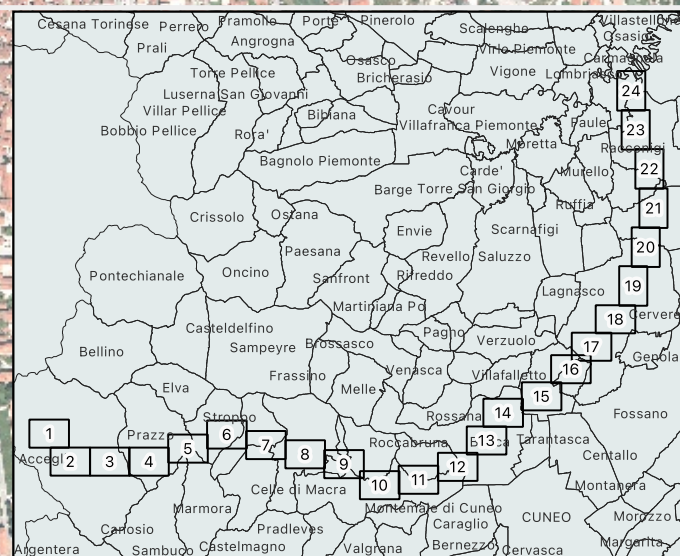 Cesana Torinese
Perrero
Pramollo
Porte
Pinerolo
Villastellone
Scalenghe
Osasio
Prali
Angrogna
Virle Piemonte
Osasco
Carmagnola
Torre Pellice
Bricherasio
Vigone
Lombriasco
Luserna San Giovanni
24
Villar Pellice
Bibiana
Cavour
Bobbio Pellice
Rora'
Villafranca Piemonte
Faule
23
Moretta
Racconigi
Bagnolo Piemonte
Carde'
Murello
22
Barge
Torre San Giorgio
Ruffia
21
Crissolo
Ostana
Envie
Scarnafigi
20
Paesana
Revello
Saluzzo
Pontechianale
Oncino
Sanfront
Rifreddo
19
Lagnasco
Martiniana Po
18
Cervere
Casteldelfino
Pagno
Brossasco
Verzuolo
17
Bellino
Sampeyre
Genola
Venasca
16
Frassino
Villafalletto
Elva
Melle
15
Stroppo
Rossana
14
Fossano
1
Prazzo
6
7
Roccabruna
13
Tarantasca
5
8
Centallo
2
3
4
9
12
11
10
Montanera
Celle di Macra
Marmora
Montemale di Cuneo
CUNEO
Morozzo
Canosio
Pradleves
Caraglio
Argentera
Sambuco
Castelmagno
Valgrana
Bernezzo
Cervasca
Margarita